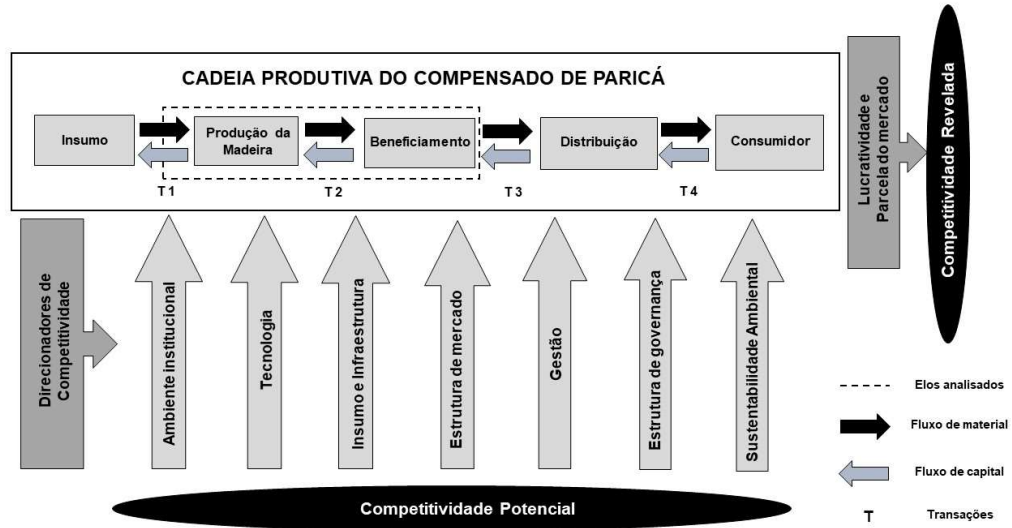 CADEIA PRODUTIVA DO COMPENSADO DE PARICÁ
Insumo
Produção da
Madeira
Beneficiamento
Distribuição
Consumidor
T 1
T 2
T 3
T 4
Lucratividade e
Parcela do mercado
Competitividade Revelada
Direcionadores de
Competitividade
Ambiente institucional
Tecnologia
Insumo e Infraestrutura
Estrutura de mercado
Gestão
Estrutura de governança
Sustentabilidade Ambiental
Competitividade Potencial
Elos analisados
Fluxo de material
Fluxo de capital
T Transações